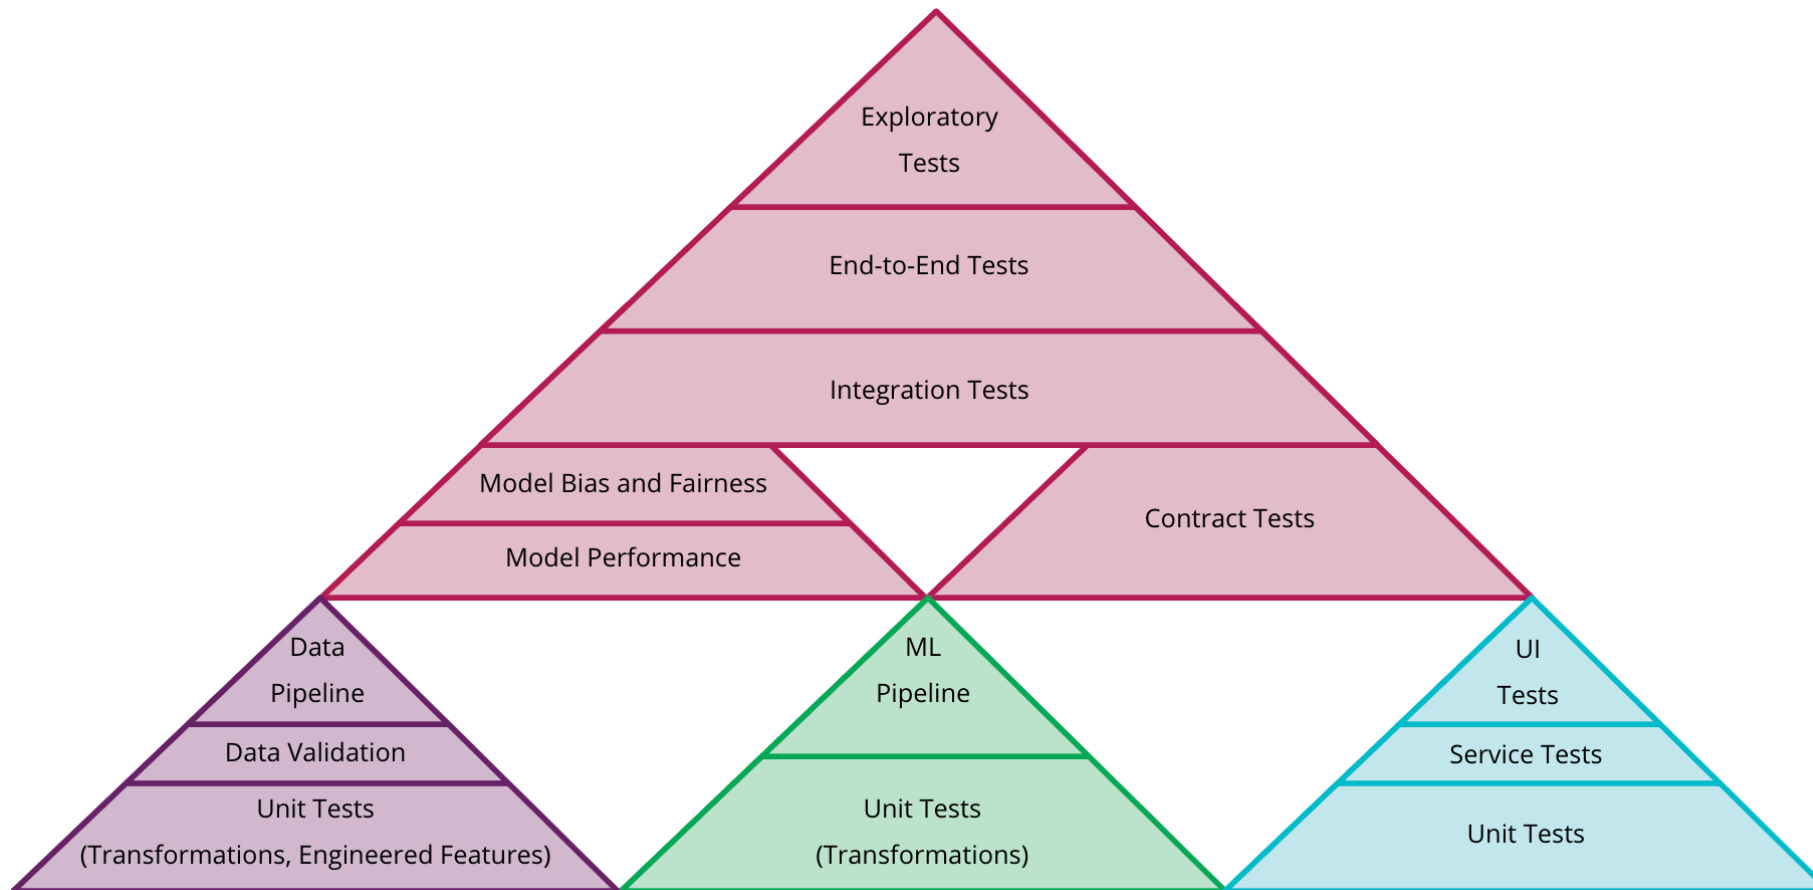 Exploratory
Tests
End-to-End Tests
Integration Tests
Model Bias and Fairness
Model Performance
Contract Tests
Data
Pipeline
Data Validation
Unit Tests
(Transformations, Engineered Features)
ML
Pipeline
Unit Tests
(Transformations)
UI
Tests
Service Tests
Unit Tests